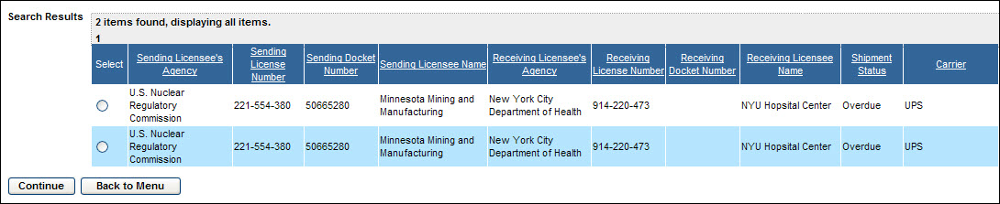 Search Results
2 items found, displaying all items.
1
Select Sending Licensee's Agency Sending License Number Sending Docket Number Sending Licensee Name Receiving Licensee's Agency Receiving License Number Receiving Docket Number Receiving Licensee Name Shipment Status Carrier
U.S. Nuclear Regulatory Commission 221-554-380 50665280 Minnesota Mining and Manufacturing New York City Department of Health 914-220-473 NYU Hopsital Center Overdue UPS
U.S. Nuclear Regulatory Commission 221-554-380 50665280 Minnesota Mining and Manufacturing New York City Department of Health 914-220-473 NYU Hopsital Center Overdue UPS
Continue Back to Menu